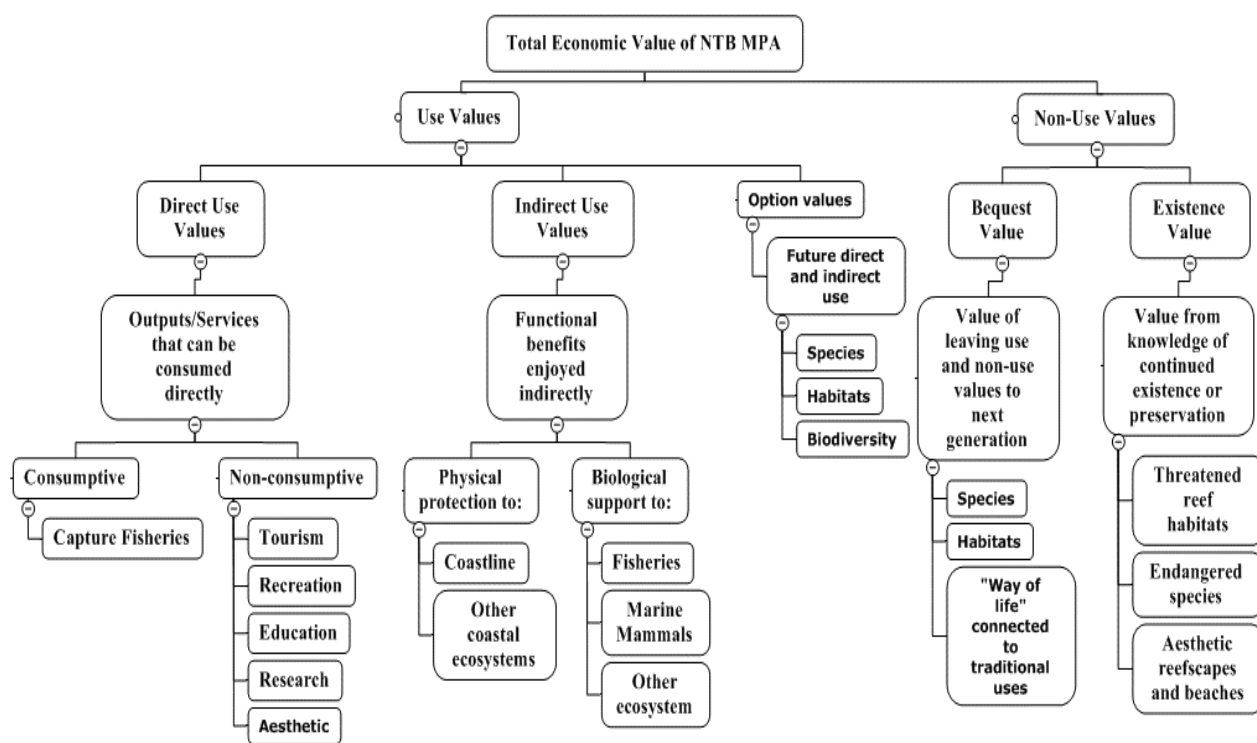 Total Economic Value of NTB MPA
Use Values
Non-Use Values
Direct Use
Values
Indirect Use
Values
Option values
Bequest
Value
Existence
Value
Outputs/Services
that can be
consumed
directly
Functional
benefits
enjoyed
indirectly
Future direct
and indirect
use
Species
Habitats
Biodiversity
Value of
leaving use
and non-use
values to
next
generation
Value from
knowledge of
continued
existence or
preservation
Consumptive
Capture Fisheries
Non-consumptive
Tourism
Recreation
Education
Research
Aesthetic
Physical
protection to:
Coastline
Other
coastal
ecosystems
Biological
support to:
Fisheries
Marine
Mammals
Other
ecosystem
Species
Habitats
"Way of
life"
connected
to
traditional
uses
Threatened
reef
habitats
Endangered
species
Aesthetic
reefscapes
and beaches